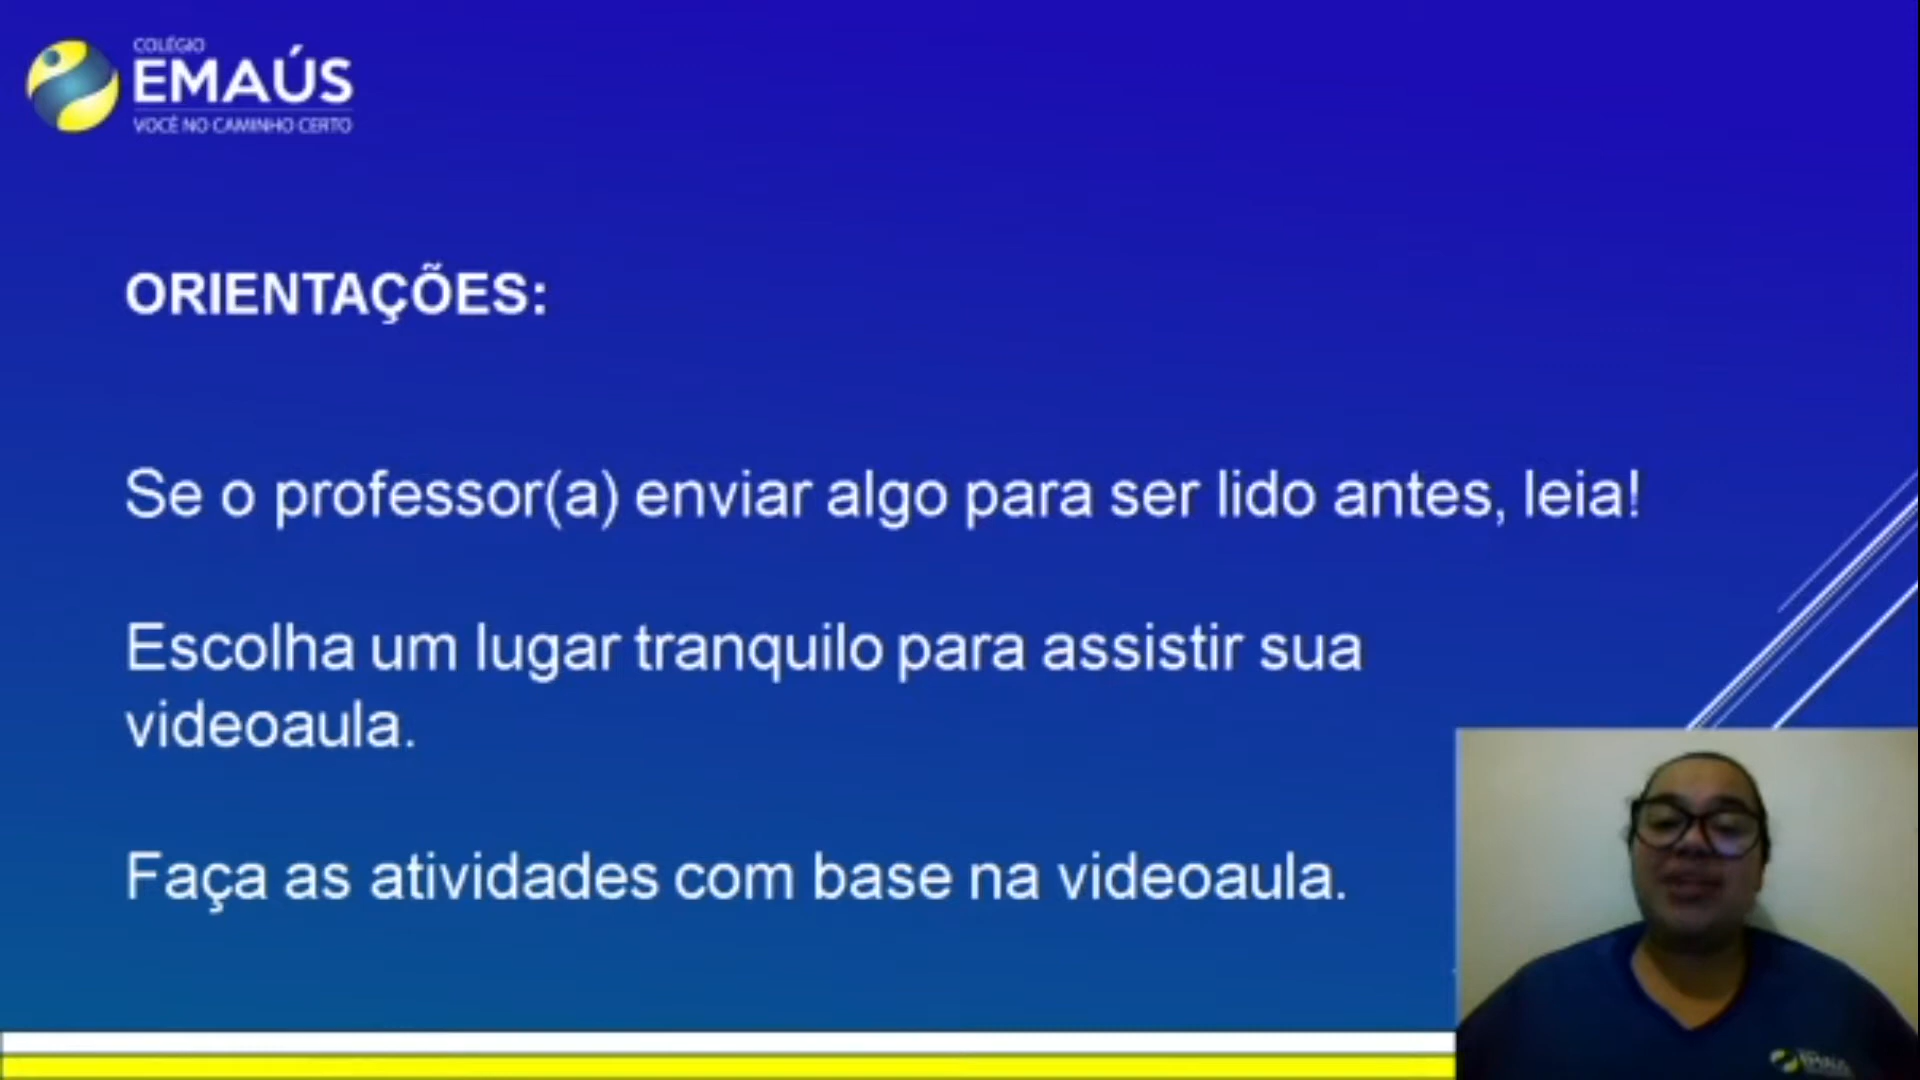 COLÉGIO
EMAÚS
VOCÊ NO CAMINHO CERTO
ORIENTAÇÕES:
Se o professor(a) enviar algo para ser lido antes, leia!
Escolha um lugar tranquilo para assistir sua
videoaula.
Faça as atividades com base na videoaula.
EMAÚS